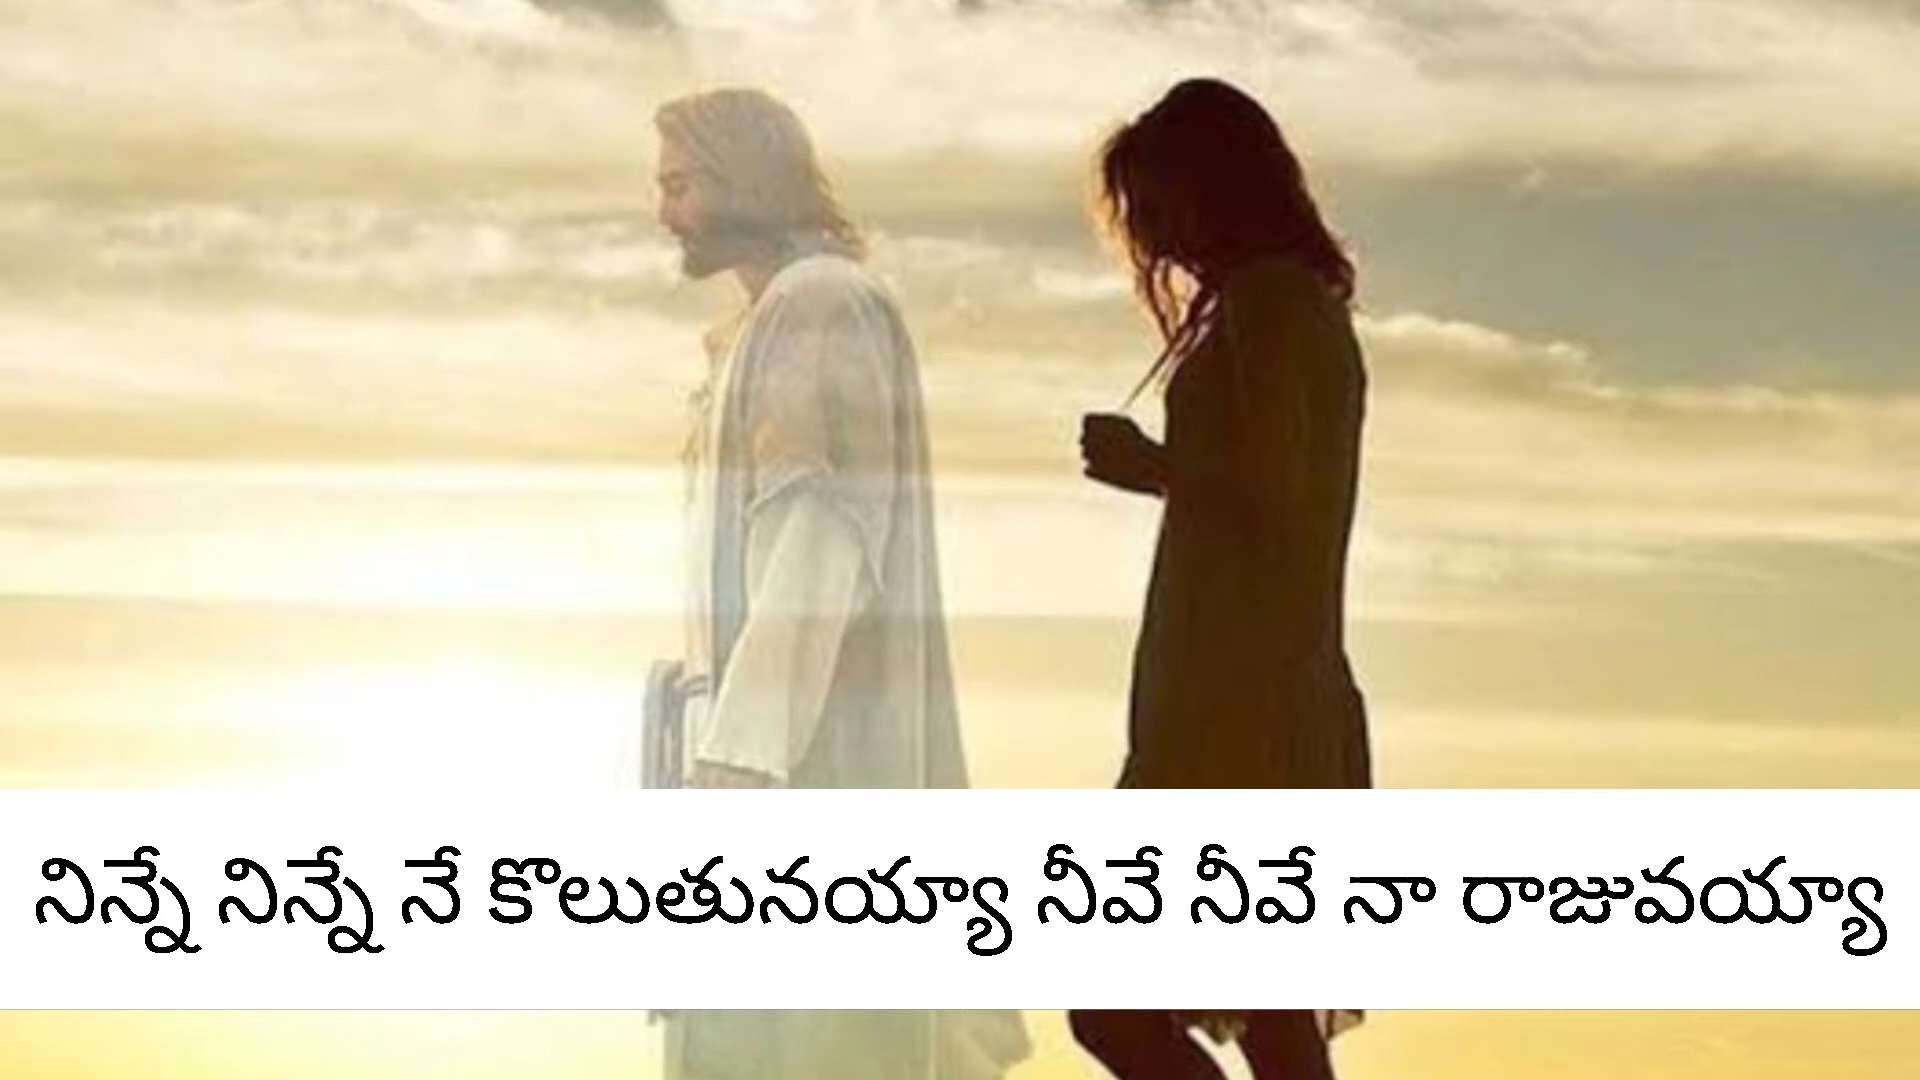 నిన్నే నిన్నే నే కొలుతునయ్యా నీవే నీవే నా రాజువయ్యా